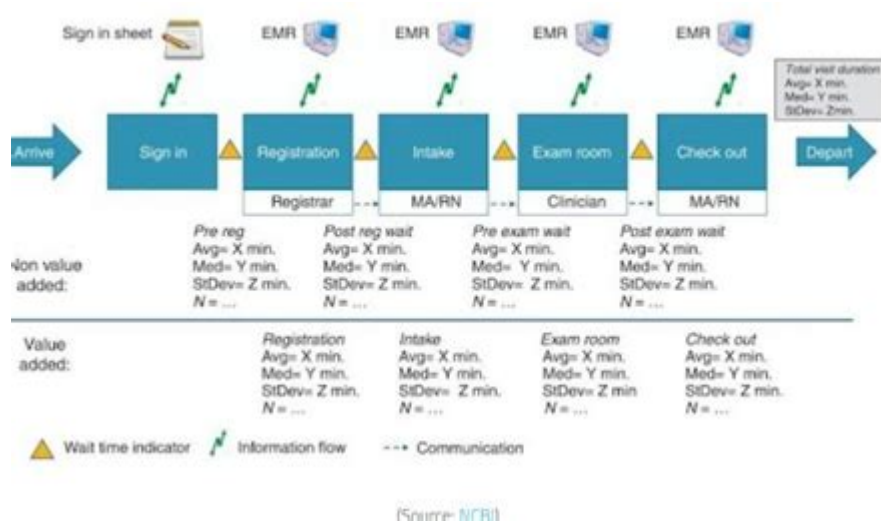 Sign in sheet
EMR
EMR
EMR
EMR
Total visit duration
Avg= X min.
Med= Y min.
StDev= Zmin.
Arrive
Sign in
Registration
Intake
Exam room
Check out
Depart
Registrar
MA/RN
Clinician
MA/RN
Non value
added:
Pre reg
Avg= X min.
Med= Y min.
StDev= Z min.
N = ...
Post reg wait
Avg= X min.
Med= Y min.
StDev= Z min.
N = ...
Pre exam wait
Avg= X min.
Med= Y min.
StDev= Z min.
N = ...
Post exam wait
Avg= X min.
Med= Y min.
StDev= Z min.
N = ...
Value
added:
Registration
Avg= X min.
Med= Y min.
StDev= Z min.
N = ...
Intake
Avg= X min.
Med= Y min.
StDev= Z min.
N = ...
Exam room
Avg= X min.
Med= Y min.
StDev= Z min
N = ...
Check out
Avg= X min.
Med= Y min.
StDev= Z min.
N = ...
Wait time indicator
Information flow
Communication
(Source: NCBI)